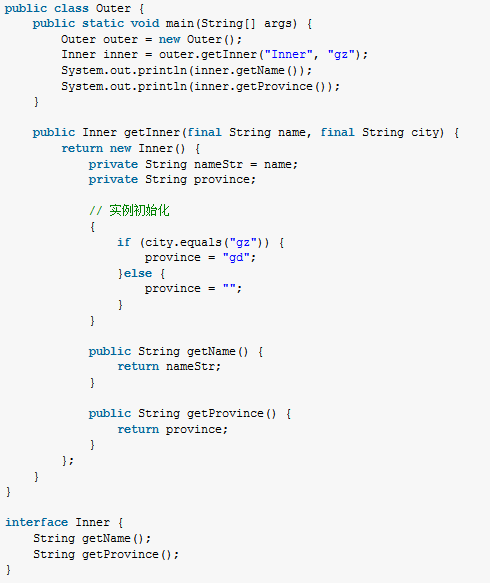 public class Outer {
    public static void main(String[] args) {
        Outer outer = new Outer();
        Inner inner = outer.getInner("Inner", "gz");
        System.out.println(inner.getName());
        System.out.println(inner.getProvince());
    }

    public Inner getInner(final String name, final String city) {
        return new Inner() {
            private String nameStr = name;
            private String province;

            // 实例初始化
            {
                if (city.equals("gz")) {
                    province = "gd";
                }else {
                    province = "";
                }
            }

            public String getName() {
                return nameStr;
            }

            public String getProvince() {
                return province;
            }
        };
    }
}

interface Inner {
    String getName();
    String getProvince();
}